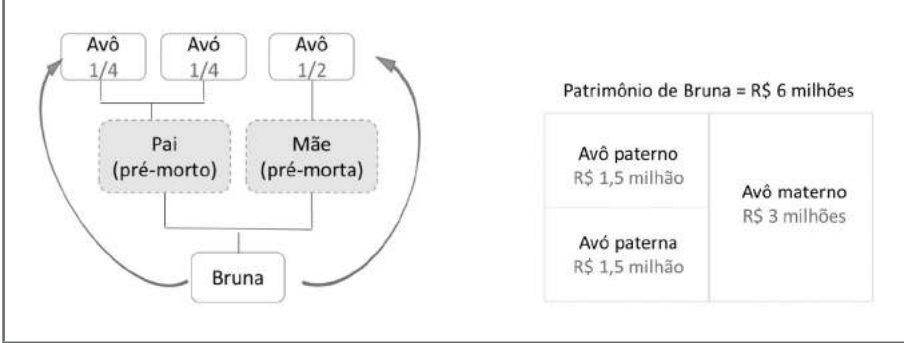 Avô
1/4
Avó
1/4
Avô
1/2
Pai
(pré-morto)
Mãe
(pré-morta)
Bruna
Patrimônio de Bruna = R$ 6 milhões
Avô paterno
R$ 1,5 milhão
Avó paterna
R$ 1,5 milhão
Avô materno
R$ 3 milhões